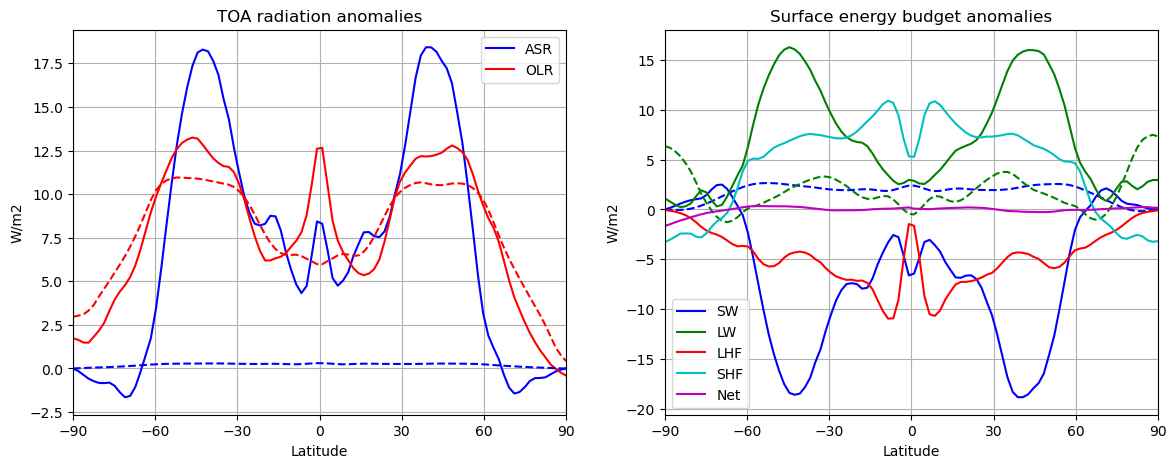 TOA radiation anomalies
17.5
15.0
12.5
10.0
7.5
5.0
2.5
0.0
−2.5
W/m2
ASR
OLR
−90
−60
−30
0
30
60
90
Latitude
Surface energy budget anomalies
15
10
5
0
−5
−10
−15
−20
W/m2
SW
LW
LHF
SHF
Net
−90
−60
−30
0
30
60
90
Latitude